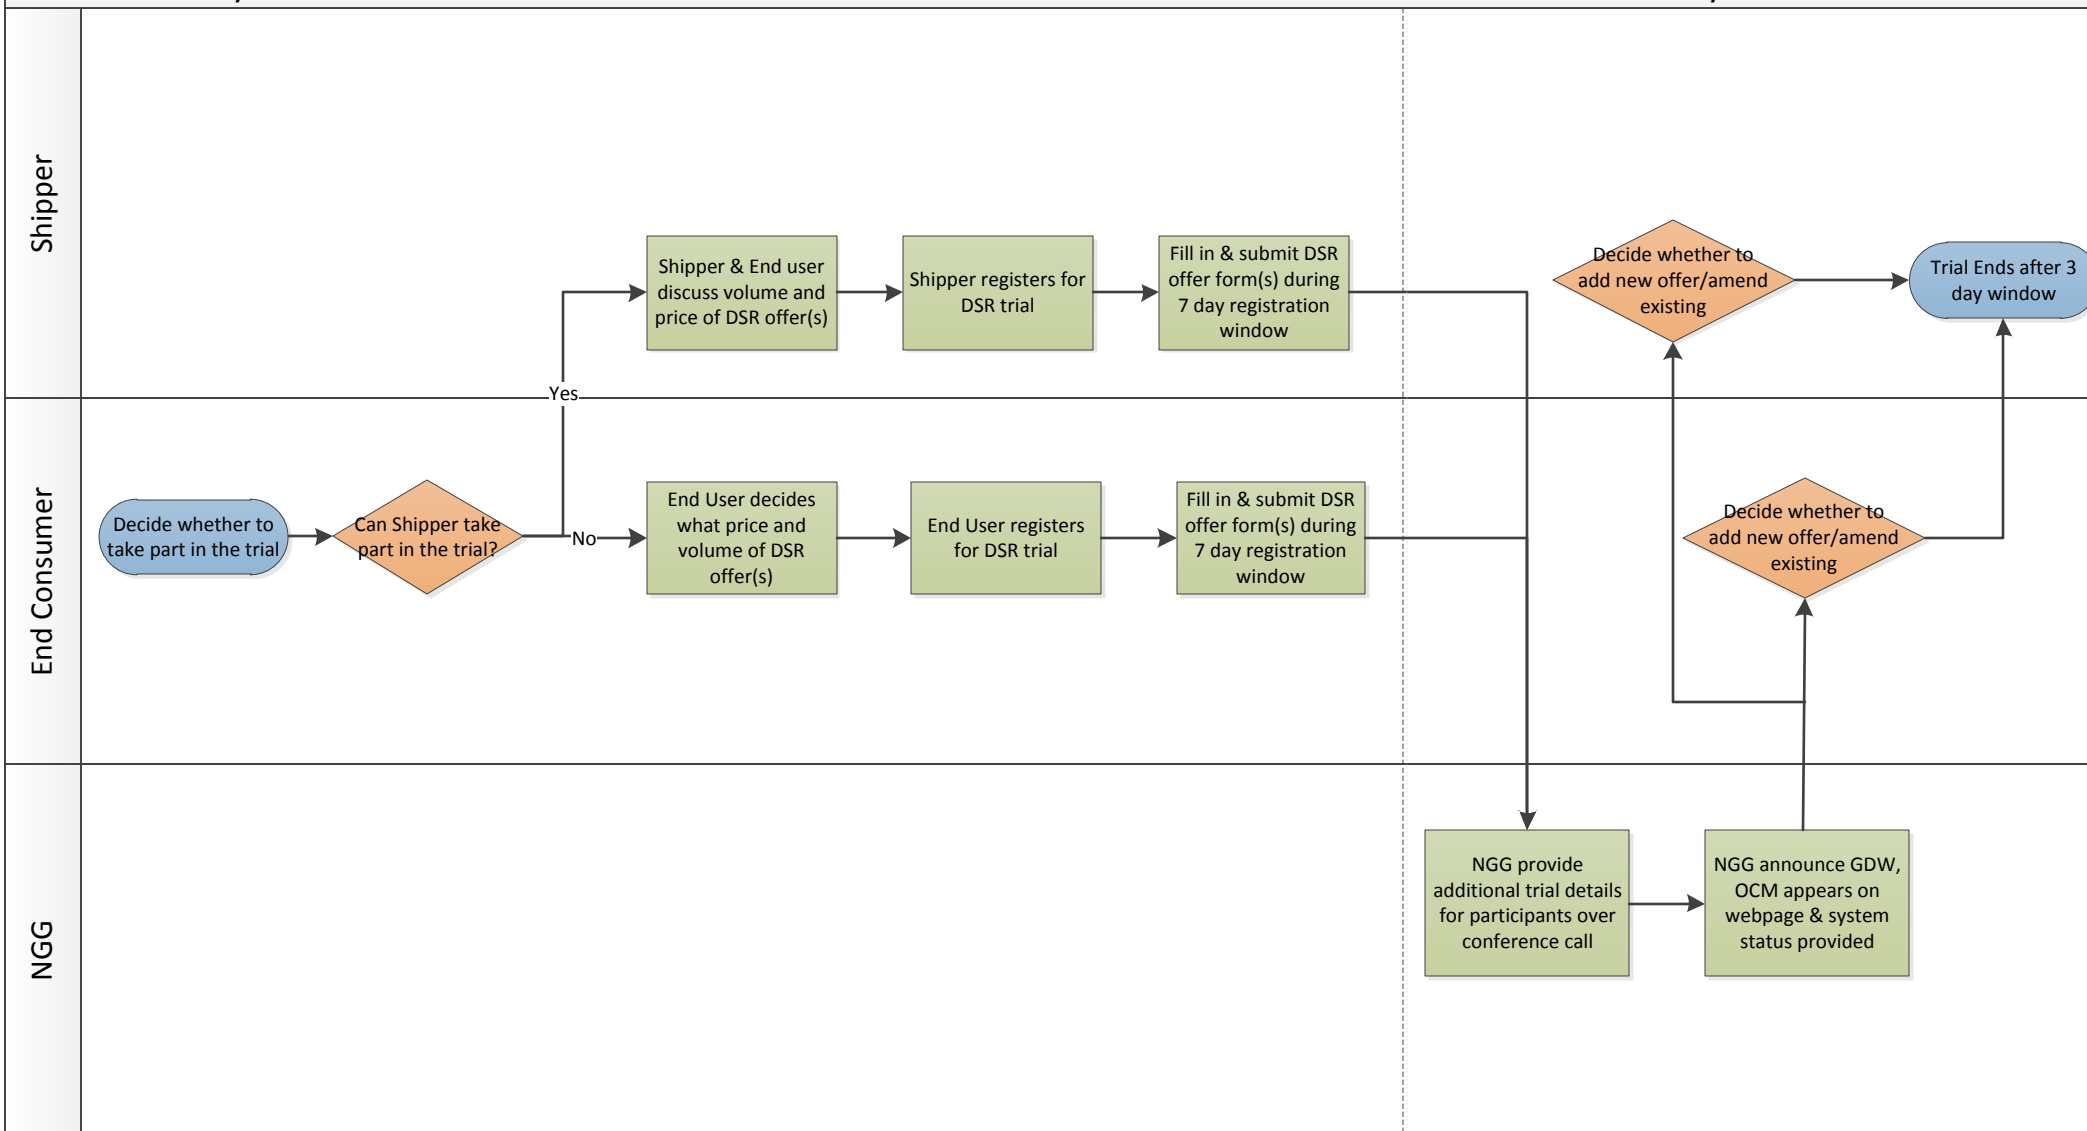 Shipper
Shipper & End user
discuss volume and
price of DSR offer(s)
Shipper registers for
DSR trial
Fill in & submit DSR
offer form(s) during
7 day registration
window
Decide whether to
add new offer/amend
existing
Trial Ends after 3
day window
Yes
End Consumer
Decide whether to
take part in the trial
Can Shipper take
part in the trial?
No
End User decides
what price and
volume of DSR
offer(s)
End User registers
for DSR trial
Fill in & submit DSR
offer form(s) during
7 day registration
window
Decide whether to
add new offer/amend
existing
NGG
NGG provide
additional trial details
for participants over
conference call
NGG announce GDW,
OCM appears on
webpage & system
status provided